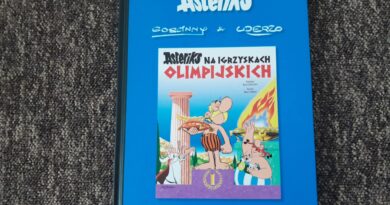 Asteriks
GOSCINNY & UDERZO
Asteriks NA IGRZYSKACH
OLIMPIJSKICH